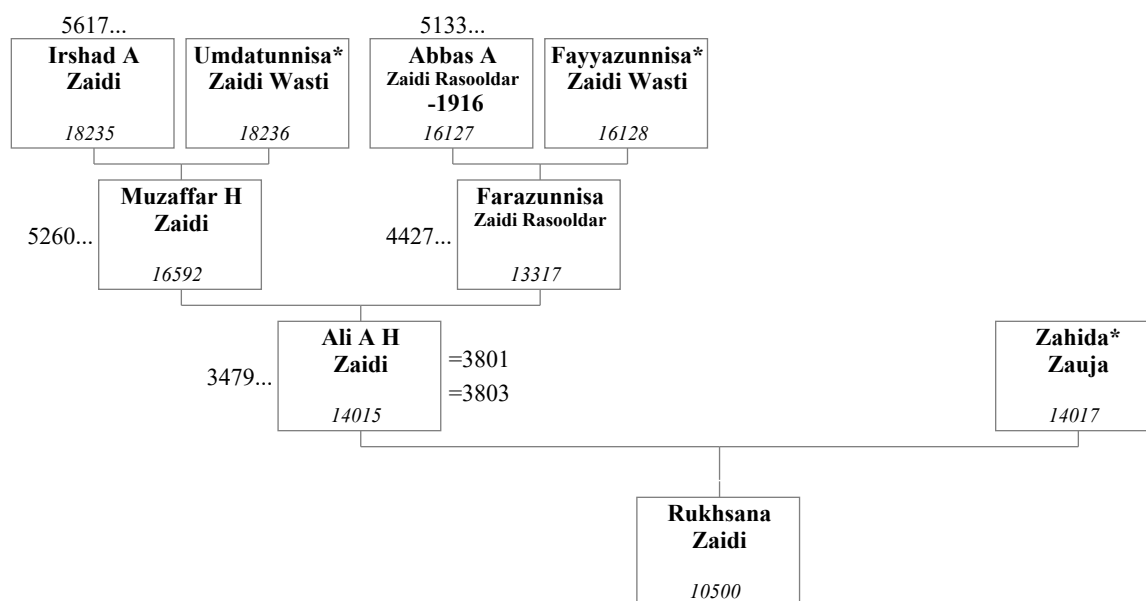 5617...
Irshad A
Zaidi
18235
Umdatunnisa*
Zaidi Wasti
18236
5133...
Abbas A
Zaidi Rasooldar
-1916
16127
Fayyazunnisa*
Zaidi Wasti
16128
5260...
Muzaffar H
Zaidi
16592
4427...
Farazunnisa
Zaidi Rasooldar
13317
3479...
Ali A H
Zaidi
14015
=3801
=3803
Zahida*
Zauja
14017
Rukhsana
Zaidi
10500